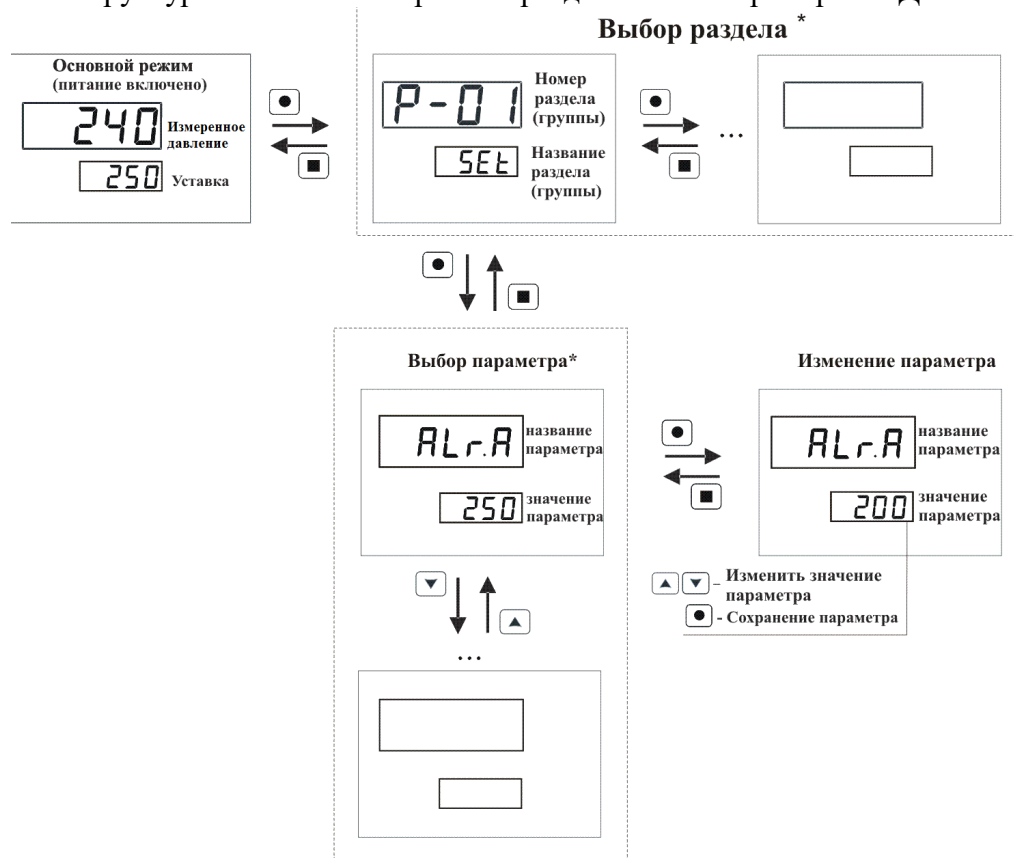 Выбор раздела *
Основной режим
(питание включено)
240
Измеренное
давление
250
Уставка
P-01
Номер
раздела
(группы)
SEt
Название
раздела
(группы)
...
Выбор параметра*
ALr.A
название
параметра
250
значение
параметра
...
Изменение параметра
ALr.A
название
параметра
200
значение
параметра
– Изменить значение
параметра
- Сохранение параметра